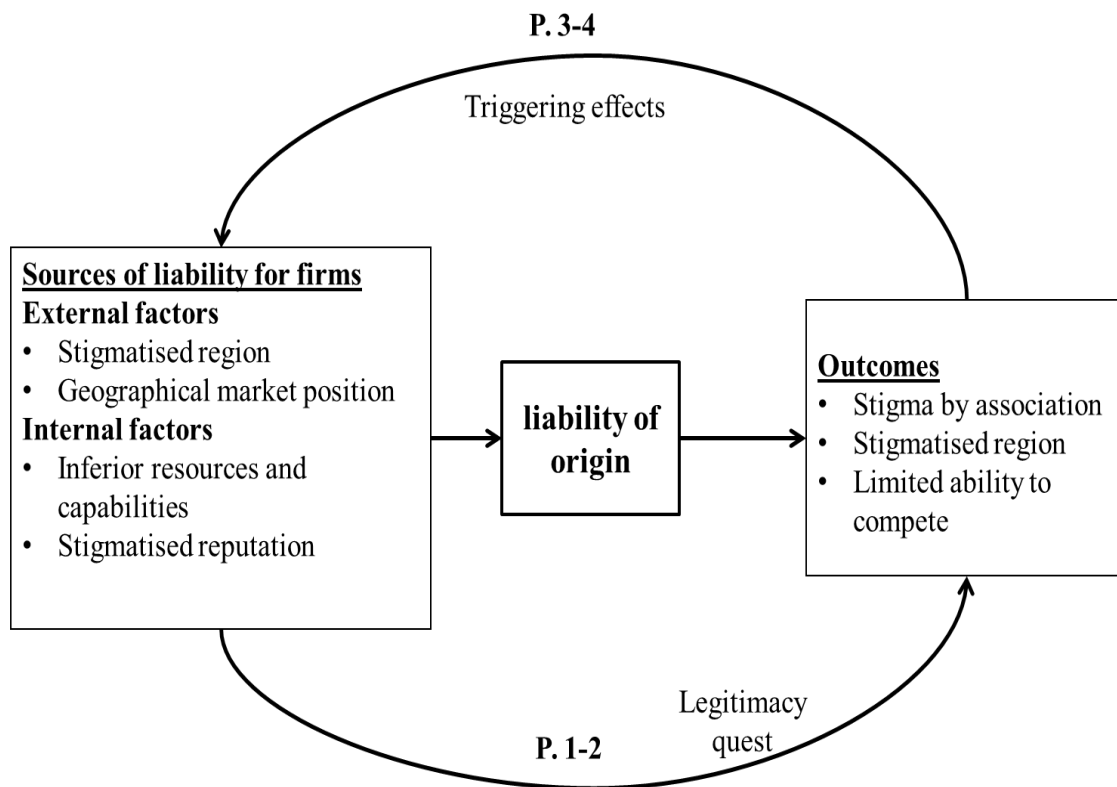 P. 3-4
Triggering effects
Sources of liability for firms
External factors
• Stigmatised region
• Geographical market position
Internal factors
• Inferior resources and
capabilities
• Stigmatised reputation
liability of
origin
Outcomes
• Stigma by association
• Stigmatised region
• Limited ability to
compete
Legitimacy
quest
P. 1-2